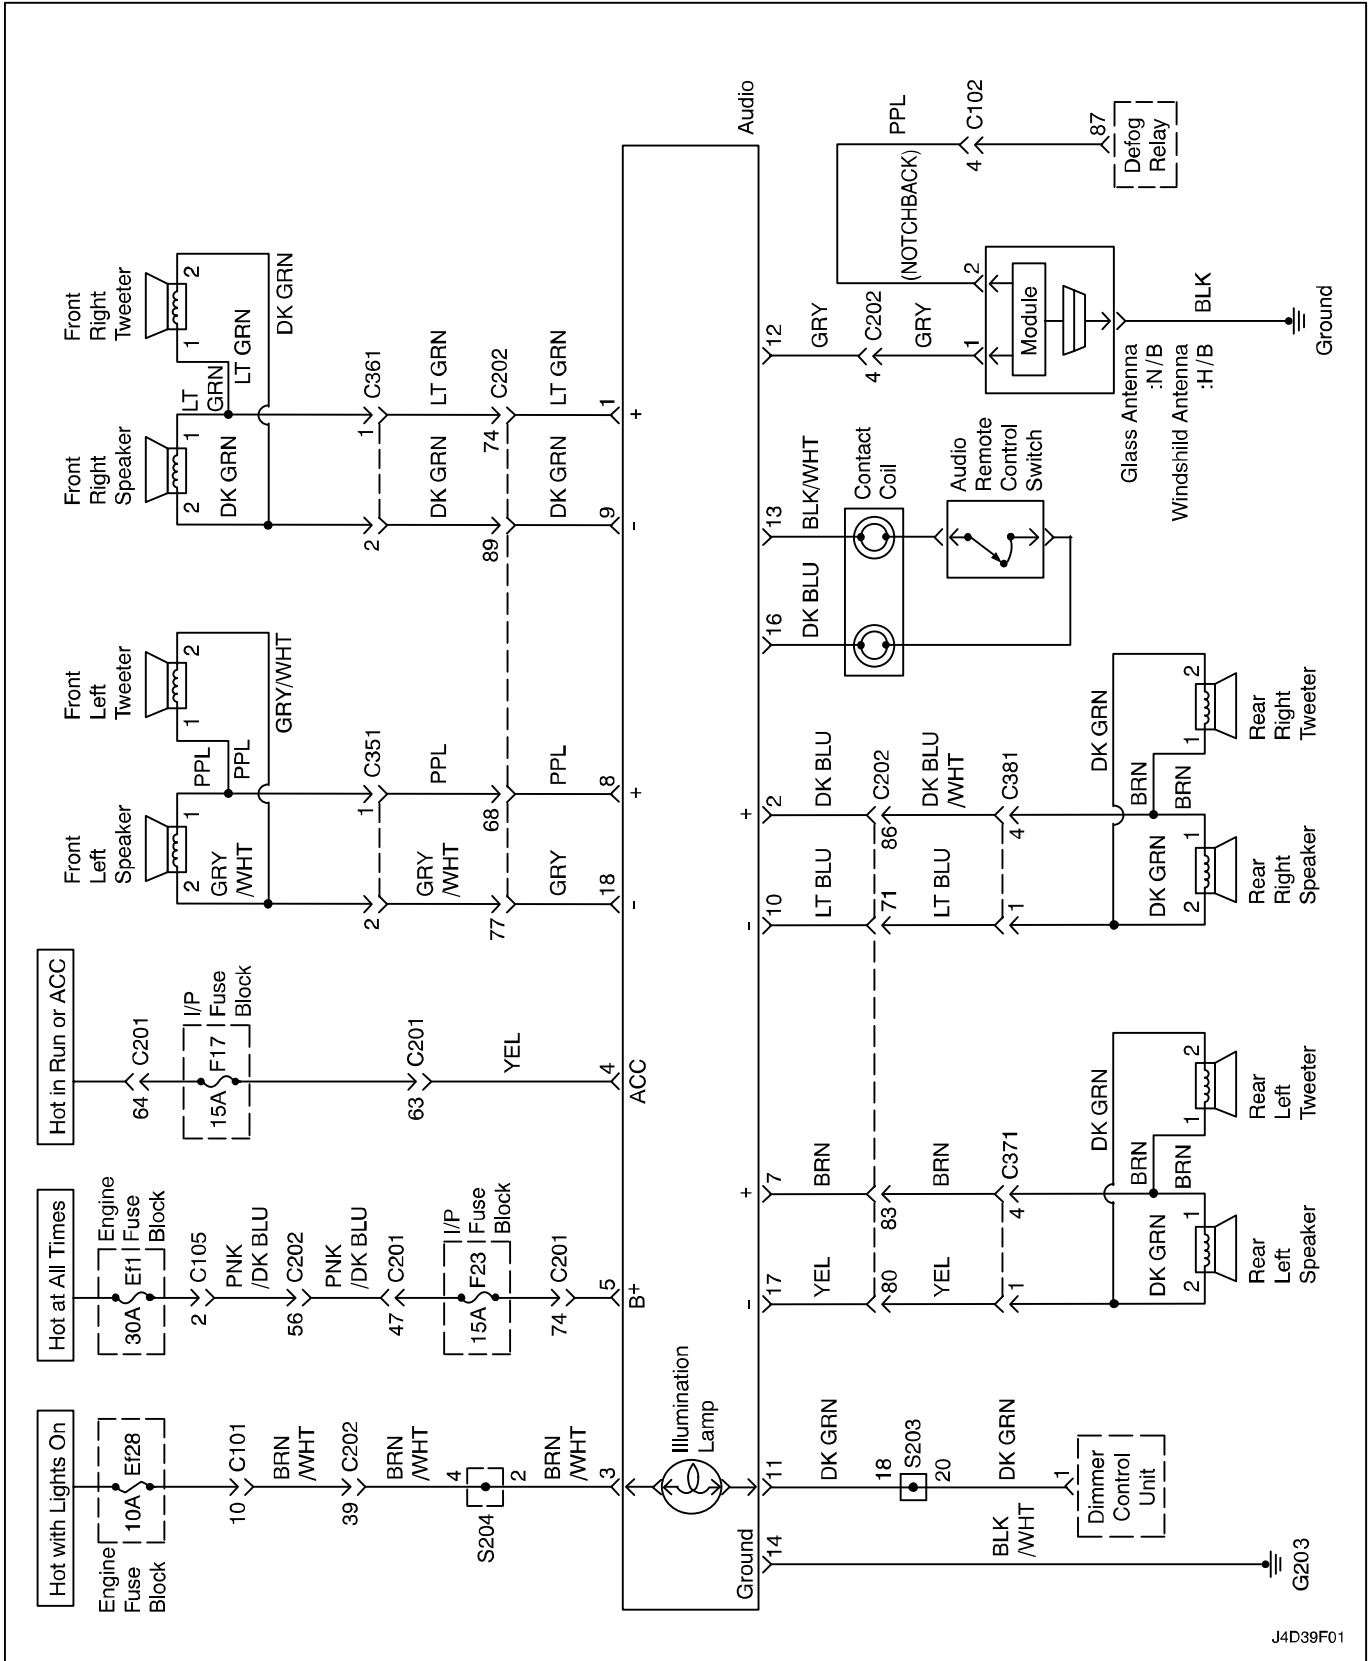 Audio
Front
Right
Tweeter
2
1
LT GRN
DK GRN
Front
Right
Speaker
1
2
LT
GRN
DK GRN
1
C361
2
LT GRN
DK GRN
74
C202
89
LT GRN
DK GRN
1
+
9
-
Front
Left
Tweeter
2
1
PPL
GRY/WHT
Front
Left
Speaker
1
2
PPL
GRY
/WHT
1
C351
2
PPL
GRY
/WHT
68
77
PPL
GRY
8
+
18
-
Hot in Run or ACC
64
C201
I/P
Fuse
Block
15A
F17
63
C201
YEL
4
ACC
Hot at All Times
Engine
Fuse
Block
30A
Ef1
2
C105
PNK
/DK BLU
56
C202
PNK
/DK BLU
47
C201
I/P
Fuse
Block
15A
F23
74
C201
5
B+
Hot with Lights On
Engine
Fuse
Block
10A
Ef28
10
C101
BRN
/WHT
39
C202
BRN
/WHT
4
S204
2
BRN
/WHT
3
Illumination
Lamp
Ground
12
GRY
4
C202
GRY
1
2
(NOTCHBACK)
PPL
4
C102
87
Defog
Relay
Module
Glass Antenna
:N/B
Windshild Antenna
:H/B
BLK
Ground
13
BLK/WHT
16
DK BLU
Contact
Coil
Audio
Remote
Control
Switch
+
2
DK BLU
86
C202
DK BLU
/WHT
4
C381
-
10
LT BLU
71
LT BLU
1
DK GRN
BRN
BRN
DK GRN
2
1
Rear
Right
Tweeter
1
2
Rear
Right
Speaker
+
7
BRN
83
BRN
4
C371
-
17
YEL
80
YEL
1
DK GRN
BRN
BRN
DK GRN
2
1
Rear
Left
Tweeter
1
2
Rear
Left
Speaker
11
DK GRN
18
S203
20
DK GRN
1
Dimmer
Control
Unit
14
BLK
/WHT
G203
J4D39F01